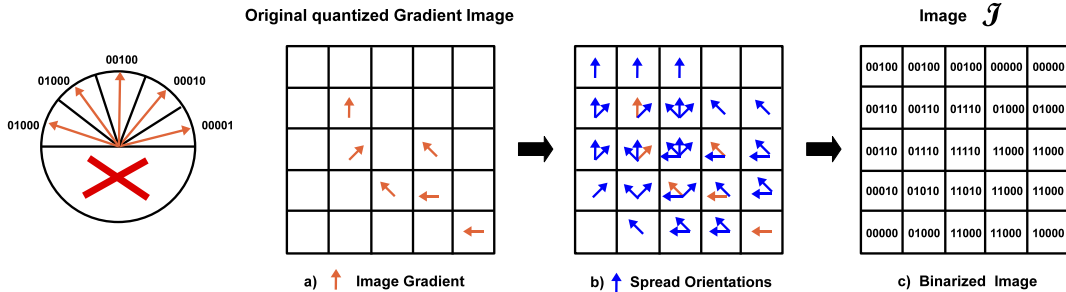 Original quantized Gradient Image
Image 𝒥
00100
01000 00010
01000 00001
00100 00100 00100 00000 00000
00110 00110 01110 01000 01000
00110 01110 11110 11000 11000
00010 01010 11010 11000 11000
00000 01000 11000 11000 10000
a) Image Gradient
b) Spread Orientations
c) Binarized Image